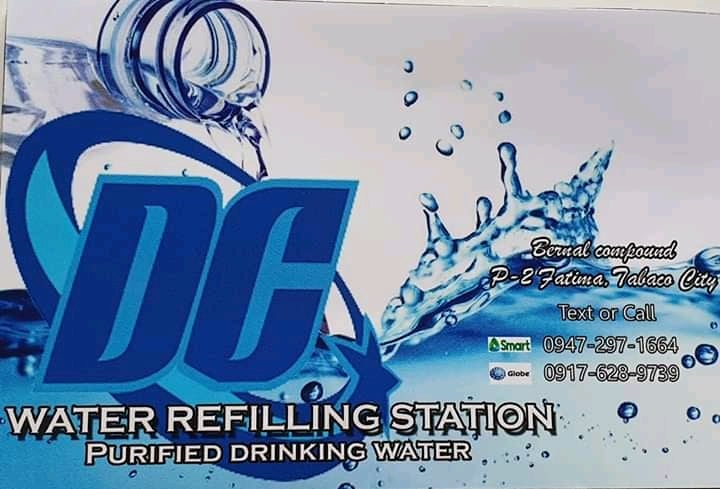 DC
WATER REFILLING STATION
PURIFIED DRINKING WATER
Bernal compound
P-2 Fatima, Tabaco City
Text or Call
Smart 0947-297-1664
Globe 0917-628-9739